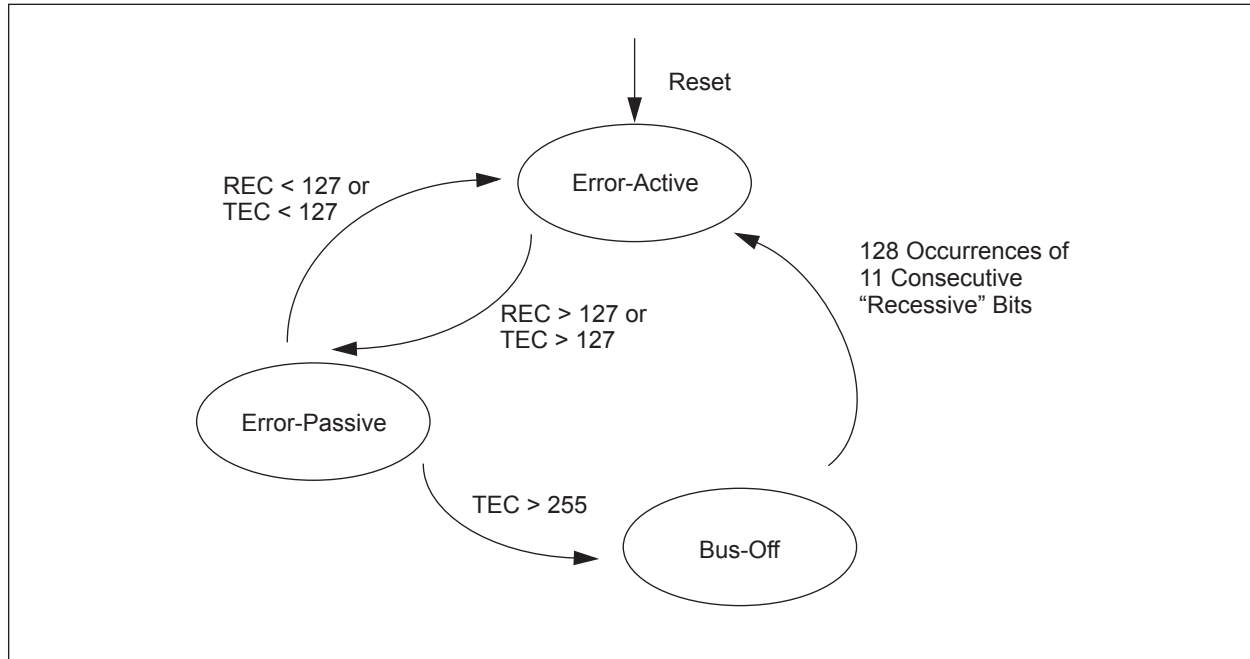 Reset
Error-Active
REC < 127 or
TEC < 127
128 Occurrences of
11 Consecutive
“Recessive” Bits
REC > 127 or
TEC > 127
Error-Passive
TEC > 255
Bus-Off